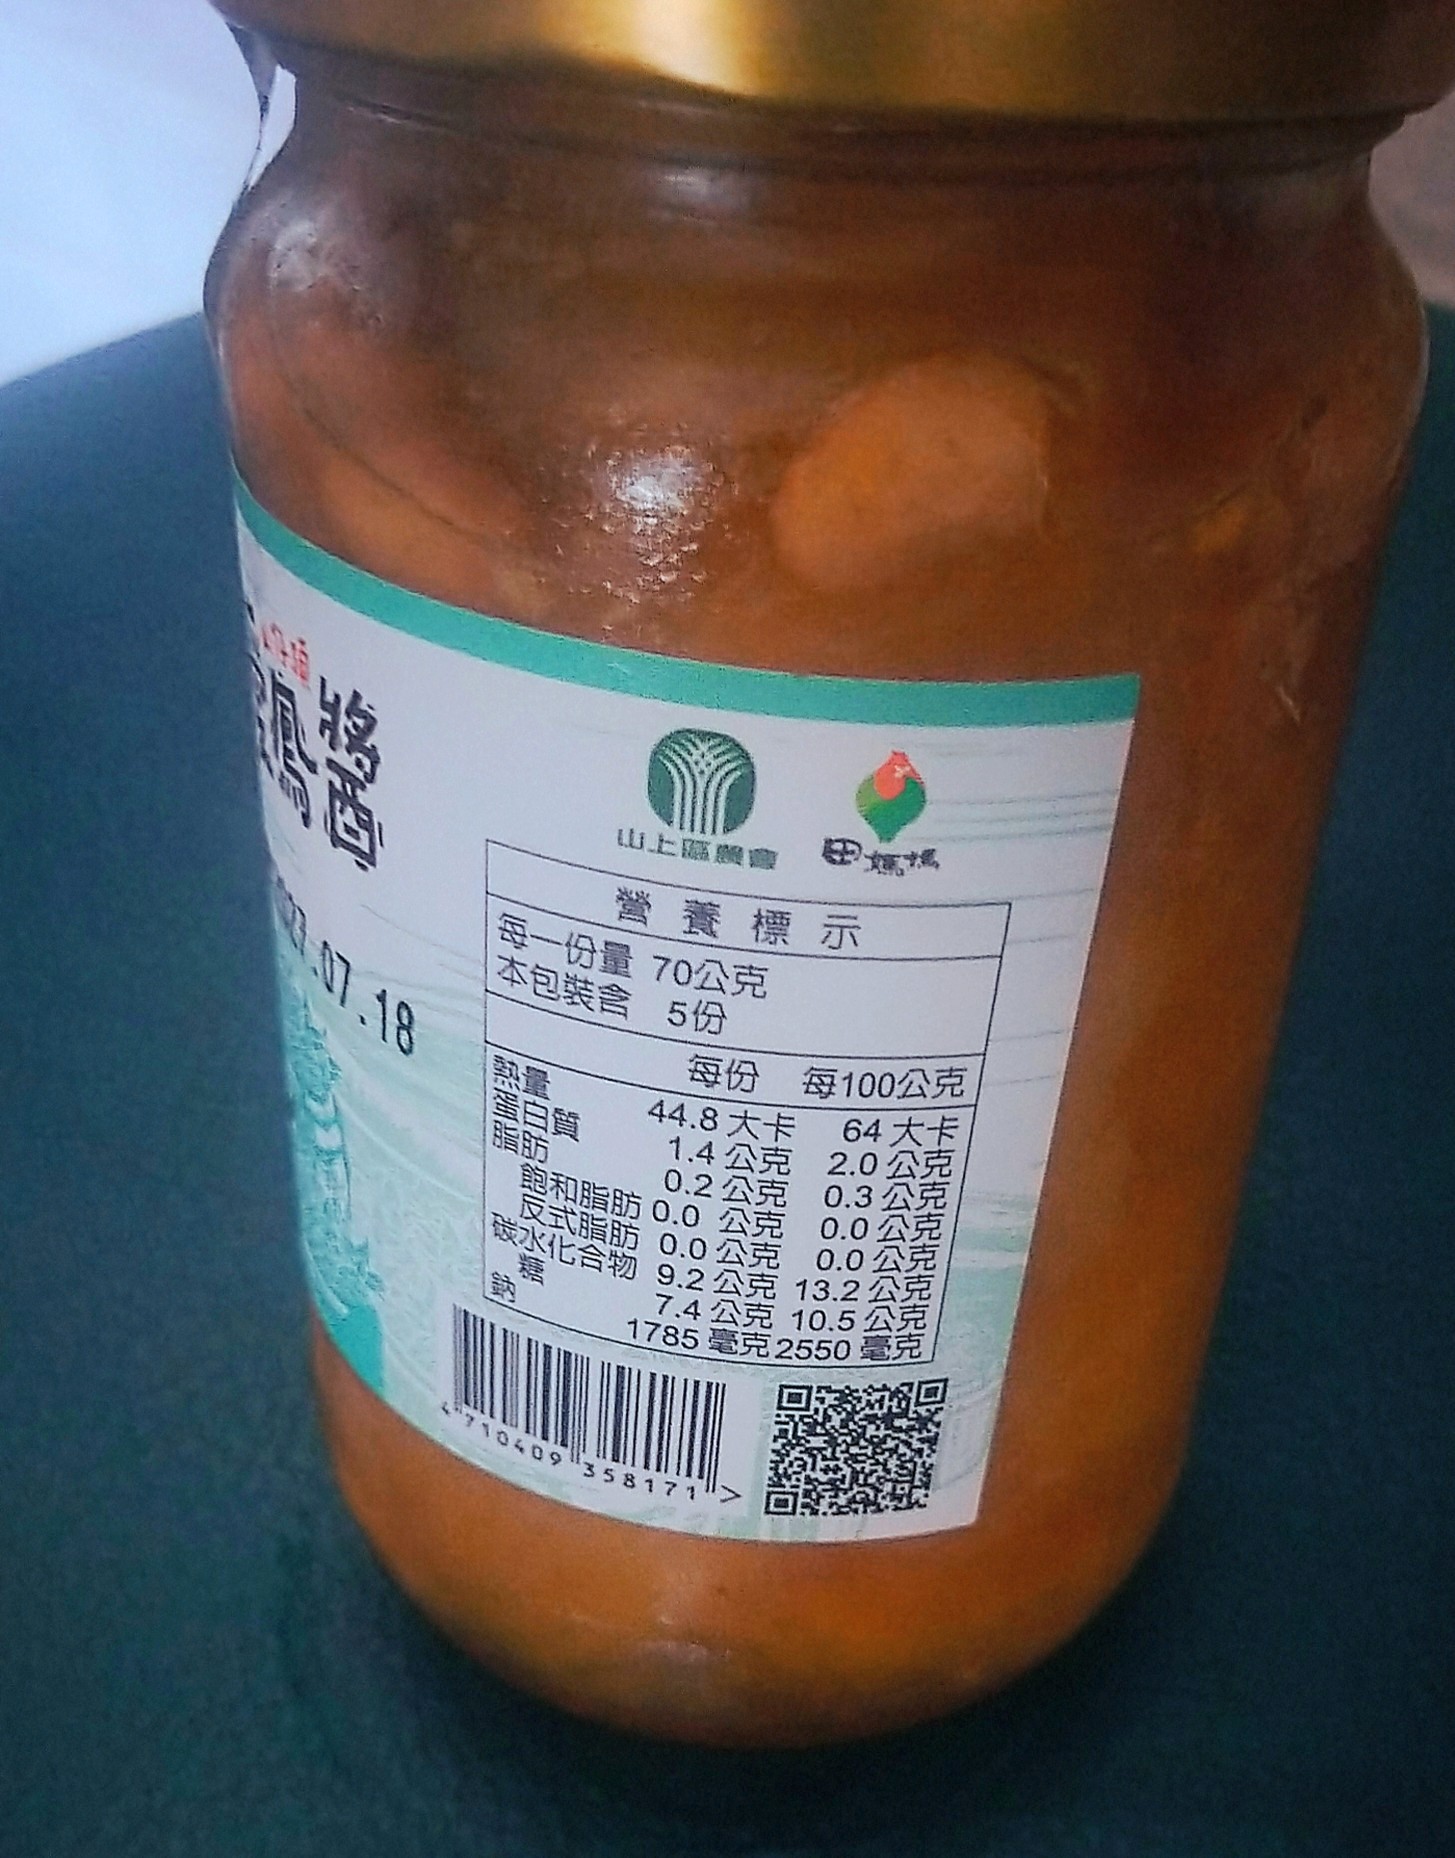 鳳醬
.07.18
山上區農會
田媽媽
營養標示
每一份量 70公克
本包裝含 5份
每份 每100公克
熱量 44.8 大卡 64 大卡
蛋白質 1.4 公克 2.0 公克
脂肪 0.2 公克 0.3 公克
飽和脂肪 0.0 公克 0.0 公克
反式脂肪 0.0 公克 0.0 公克
碳水化合物 9.2 公克 13.2 公克
糖 7.4 公克 10.5 公克
鈉 1785 毫克 2550 毫克
4 710409 358171 >